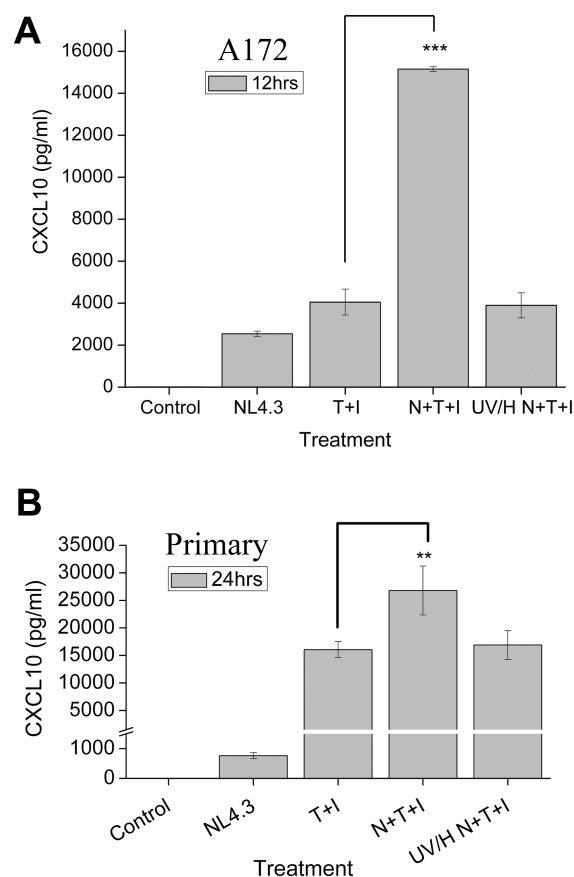 A
A172
12hrs
***
CXCL10 (pg/ml)
16000
14000
12000
10000
8000
6000
4000
2000
0
Control NL4.3 T+I N+T+I UV/H N+T+I
Treatment
B
Primary
24hrs
**
CXCL10 (pg/ml)
35000
30000
25000
20000
15000
10000
5000
1000
0
Control NL4.3 T+I N+T+I UV/H N+T+I
Treatment